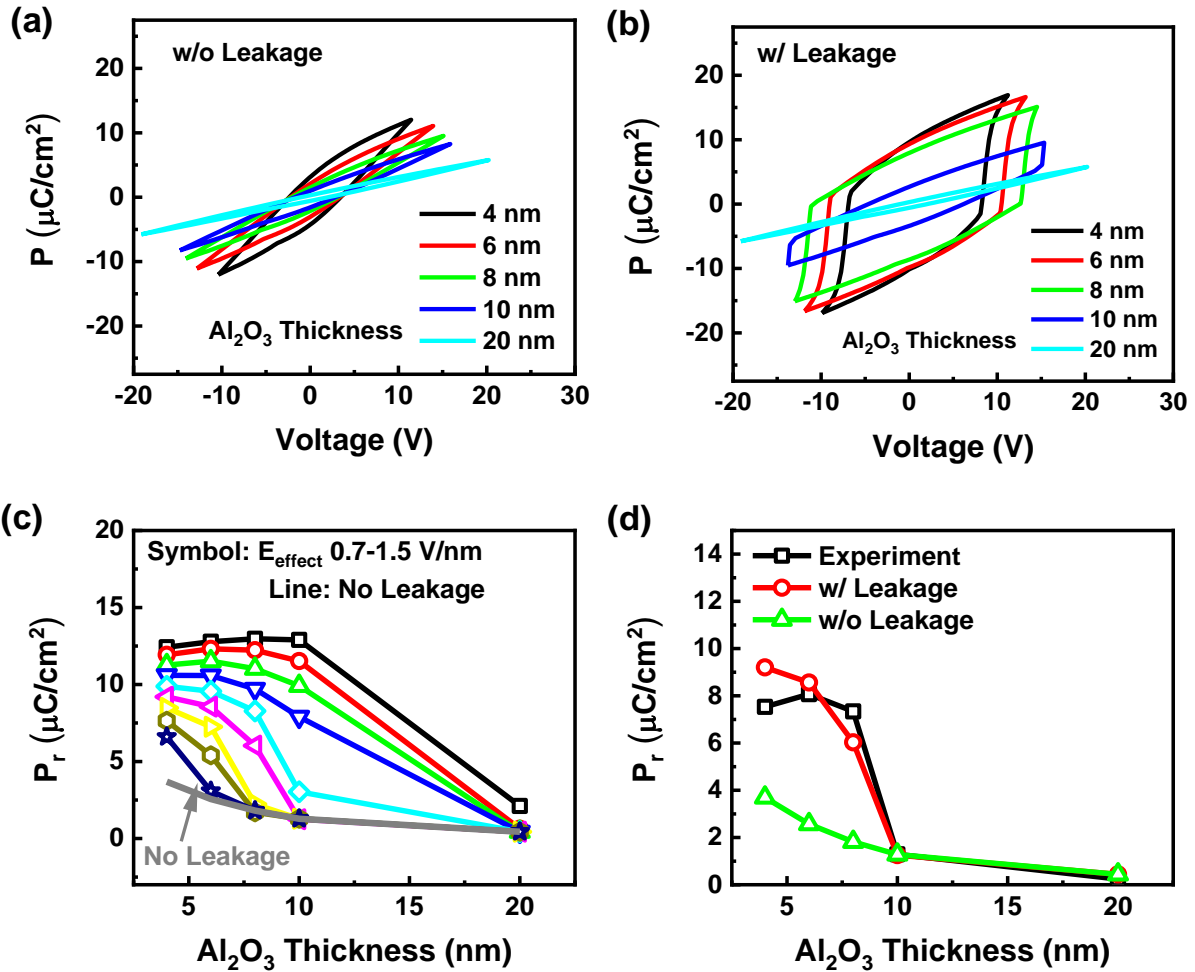 (a)
w/o Leakage
P (μC/cm²)
20
10
0
-10
-20
4 nm
6 nm
8 nm
10 nm
20 nm
Al₂O₃ Thickness
-20 -10 0 10 20 30
Voltage (V)
(b)
w/ Leakage
P (μC/cm²)
20
10
0
-10
-20
4 nm
6 nm
8 nm
10 nm
20 nm
Al₂O₃ Thickness
-20 -10 0 10 20 30
Voltage (V)
(c)
Symbol: E_effect 0.7-1.5 V/nm
Line: No Leakage
P_r (μC/cm²)
20
15
10
5
0
No Leakage
5 10 15 20
Al₂O₃ Thickness (nm)
(d)
Experiment
w/ Leakage
w/o Leakage
P_r (μC/cm²)
14
12
10
8
6
4
2
0
5 10 15 20
Al₂O₃ Thickness (nm)